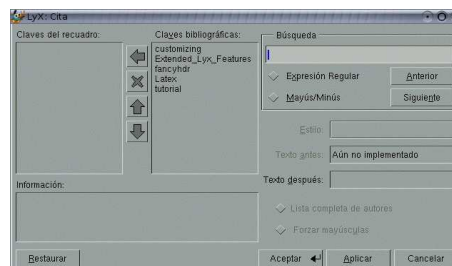 LyX: Cita
Claves del recuadro:
Claves bibliográficas:
customizing
Extended_Lyx_Features
fancyhdr
Latex
tutorial
Información:
Restaurar
Búsqueda
Expresión Regular
Anterior
Mayús/Minús
Siguiente
Estilo:
Texto antes: Aún no implementado
Texto después:
Lista completa de autores
Forzar mayúsculas
Aceptar
Aplicar
Cancelar